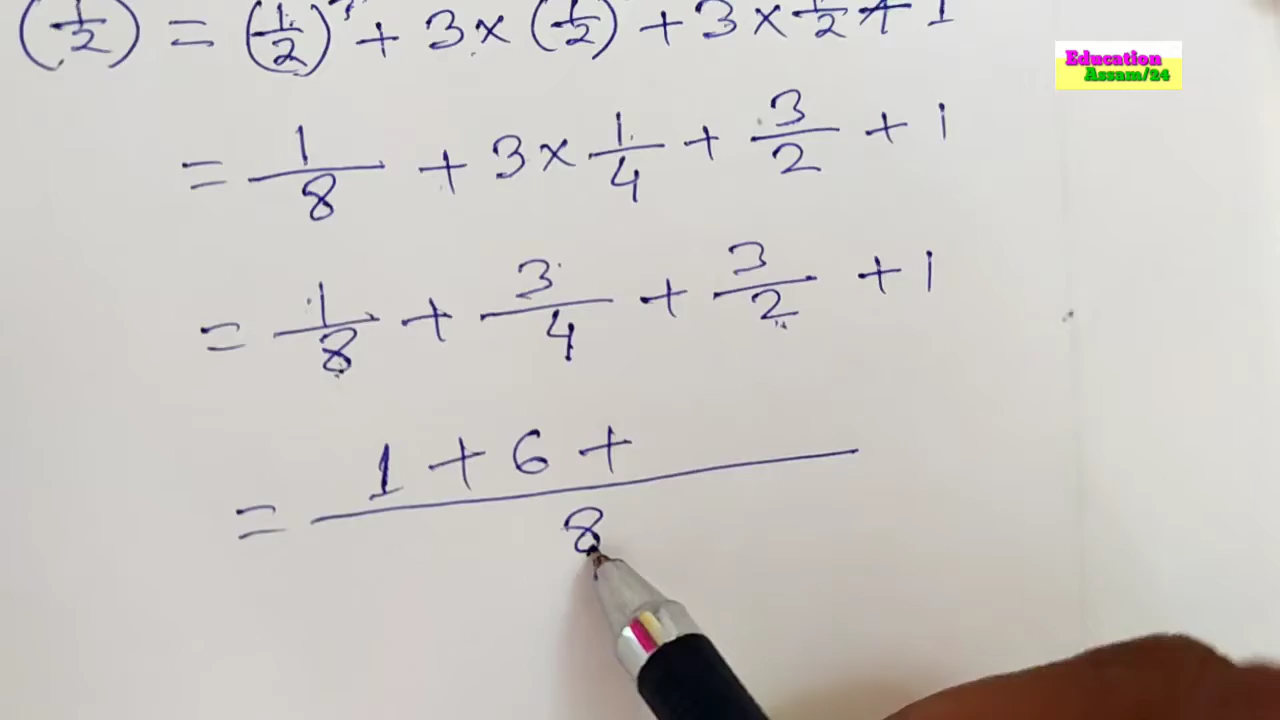 (1/2) = (1/2)³ + 3 × (1/2) + 3 × 1/2 + 1
Education
Assam/24
= 1/8 + 3 × 1/4 + 3/2 + 1
= 1/8 + 3/4 + 3/2 + 1
= 1 + 6 + / 8